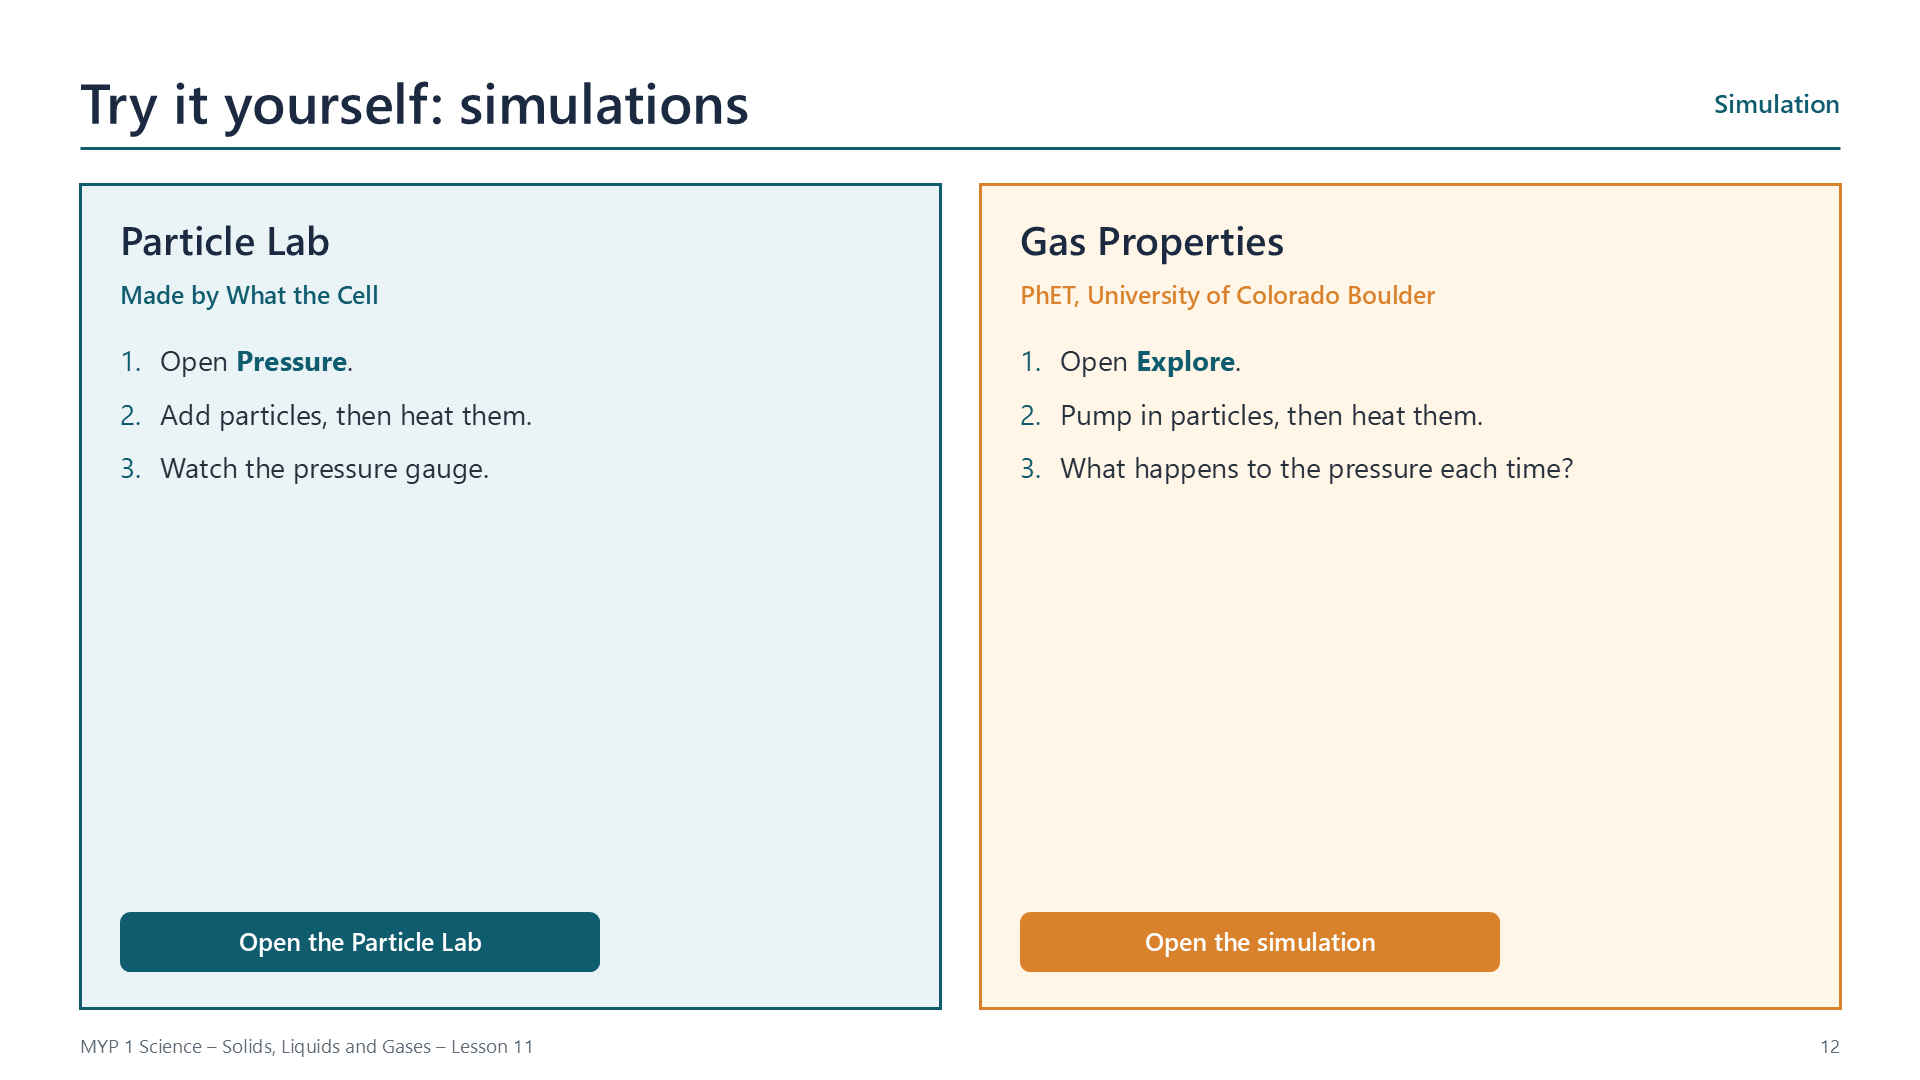 Try it yourself: simulations
Simulation
Particle Lab
Made by What the Cell
1. Open Pressure.
2. Add particles, then heat them.
3. Watch the pressure gauge.
Open the Particle Lab
Gas Properties
PhET, University of Colorado Boulder
1. Open Explore.
2. Pump in particles, then heat them.
3. What happens to the pressure each time?
Open the simulation
MYP 1 Science – Solids, Liquids and Gases – Lesson 11
12